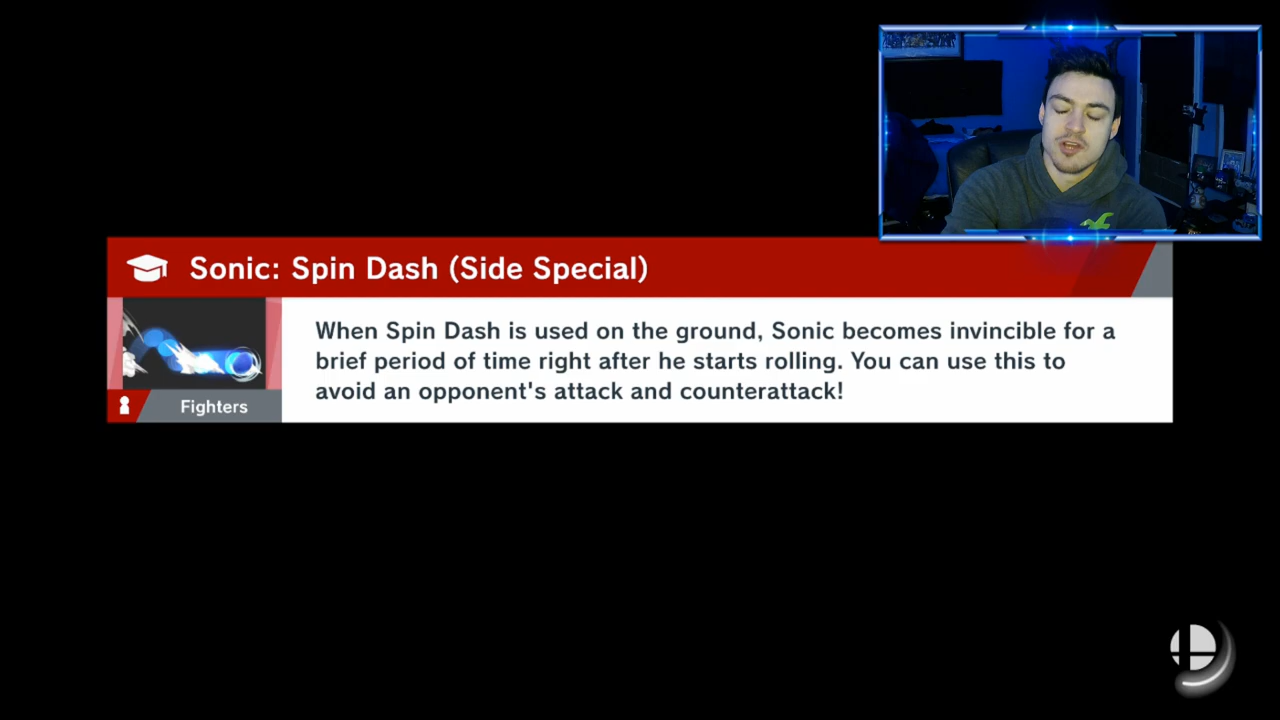 Sonic: Spin Dash (Side Special)
When Spin Dash is used on the ground, Sonic becomes invincible for a
brief period of time right after he starts rolling. You can use this to
avoid an opponent's attack and counterattack!
Fighters